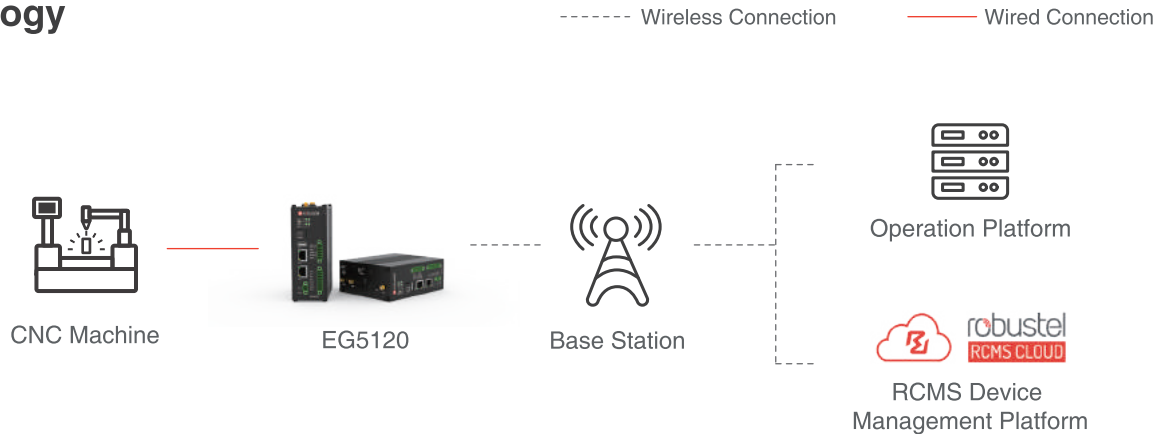 ogy
Wireless Connection
Wired Connection
Operation Platform
CNC Machine
EG5120
Base Station
robustel
RCMS CLOUD
RCMS Device
Management Platform